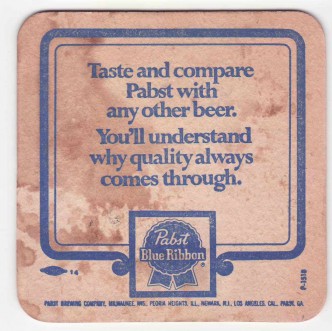 Taste and compare
Pabst with
any other beer.
You'll understand
why quality always
comes through.
Pabst
Blue Ribbon®
14
P-1518
PABST BREWING COMPANY, MILWAUKEE, WIS., PEORIA HEIGHTS, ILL., NEWARK, N.J., LOS ANGELES, CAL., PABST, GA.